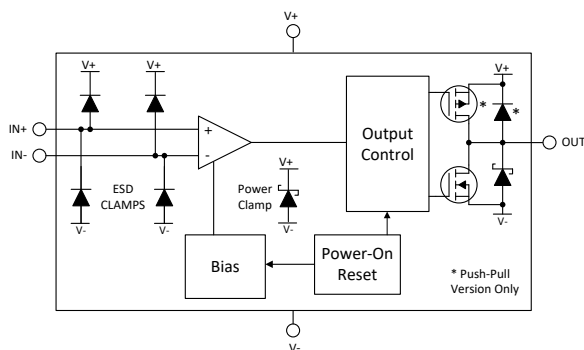 V+
V+
V+
V+
IN+
IN-
+
-
*
*
OUT
Output
Control
V+
Power
Clamp
V-
ESD
CLAMPS
V-
V-
V-
Bias
Power-On
Reset
* Push-Pull
Version Only
V-